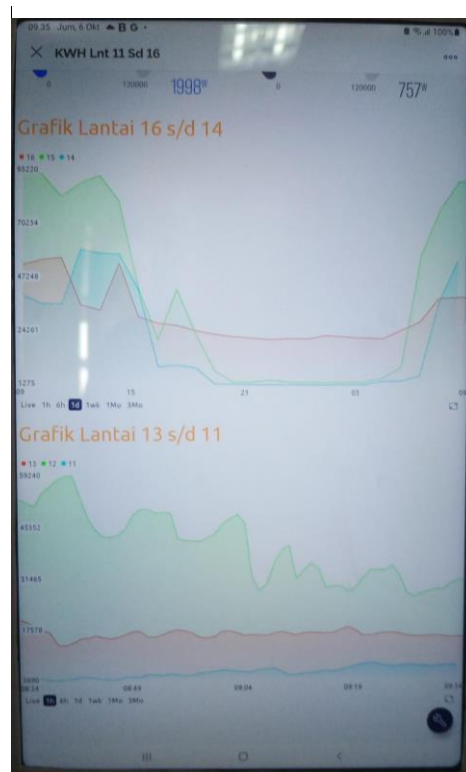 09.35 Jum, 6 Okt B G •
100%
KWH Lnt 11 Sd 16
0 120000 1998W 0 120000 757W
Grafik Lantai 16 s/d 14
16 15 14
93220
70234
47248
24261
1275
09 15 21 03 09
Live 1h 6h 1d 1wk 1Mo 3Mo
Grafik Lantai 13 s/d 11
13 12 11
59240
45352
31465
17578
3690
08:34 08:49 09:04 09:19 09:34
Live 1h 6h 1d 1wk 1Mo 3Mo